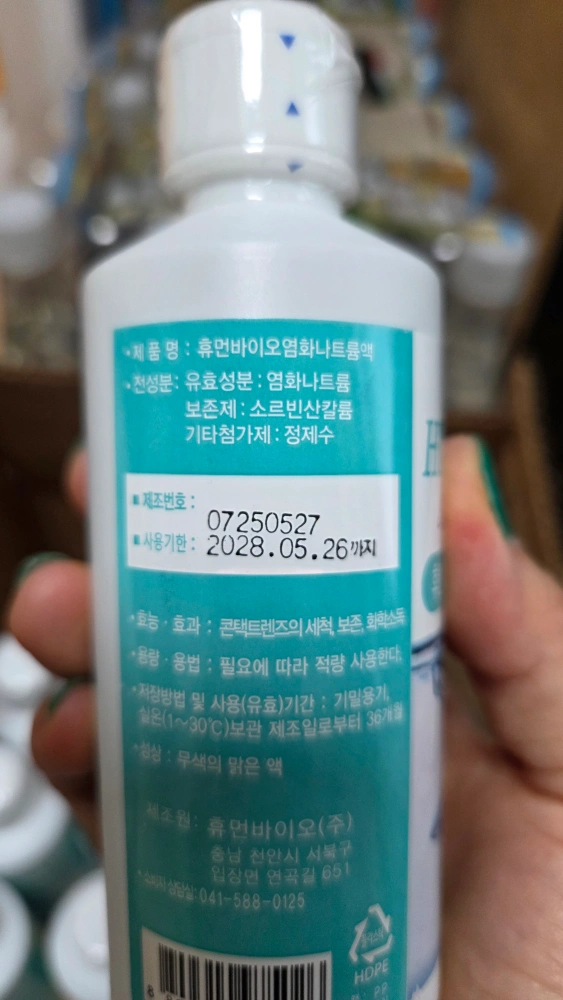 ·제 품 명 : 휴먼바이오염화나트륨액
·전성분 : 유효성분 : 염화나트륨
보존제 : 소르빈산칼륨
기타첨가제 : 정제수
■ 제조번호 :
07250527
■ 사용기한 : 2028.05.26까지
·효능 · 효과 : 콘택트렌즈의 세척, 보존, 화학소독
·용량 · 용법 : 필요에 따라 적량 사용한다.
·저장방법 및 사용(유효)기간 : 기밀용기,
실온(1~30℃)보관 제조일로부터 36개월
·성상 : 무색의 맑은 액
제조원 : 휴먼바이오(주)
충남 천안시 서북구
입장면 연곡길 651
·소비자상담실 : 041-588-0125
HDPE